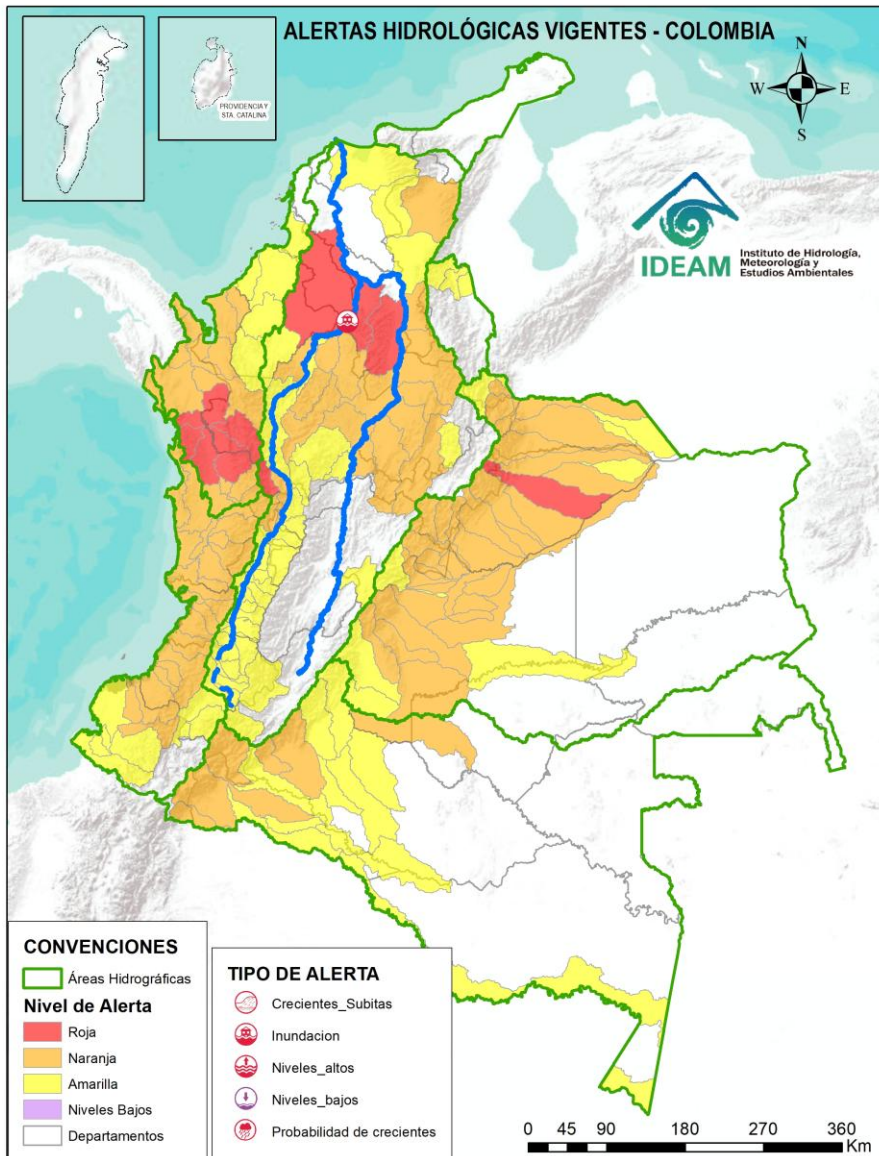 ALERTAS HIDROLÓGICAS VIGENTES - COLOMBIA
PROVIDENCIA Y
STA. CATALINA
N
W
E
S
IDEAM
Instituto de Hidrología,
Meteorología y
Estudios Ambientales
CONVENCIONES
Áreas Hidrográficas
Nivel de Alerta
Roja
Naranja
Amarilla
Niveles Bajos
Departamentos
TIPO DE ALERTA
Crecientes_Subitas
Inundacion
Niveles_altos
Niveles_bajos
Probabilidad de crecientes
0 45 90 180 270 360
Km